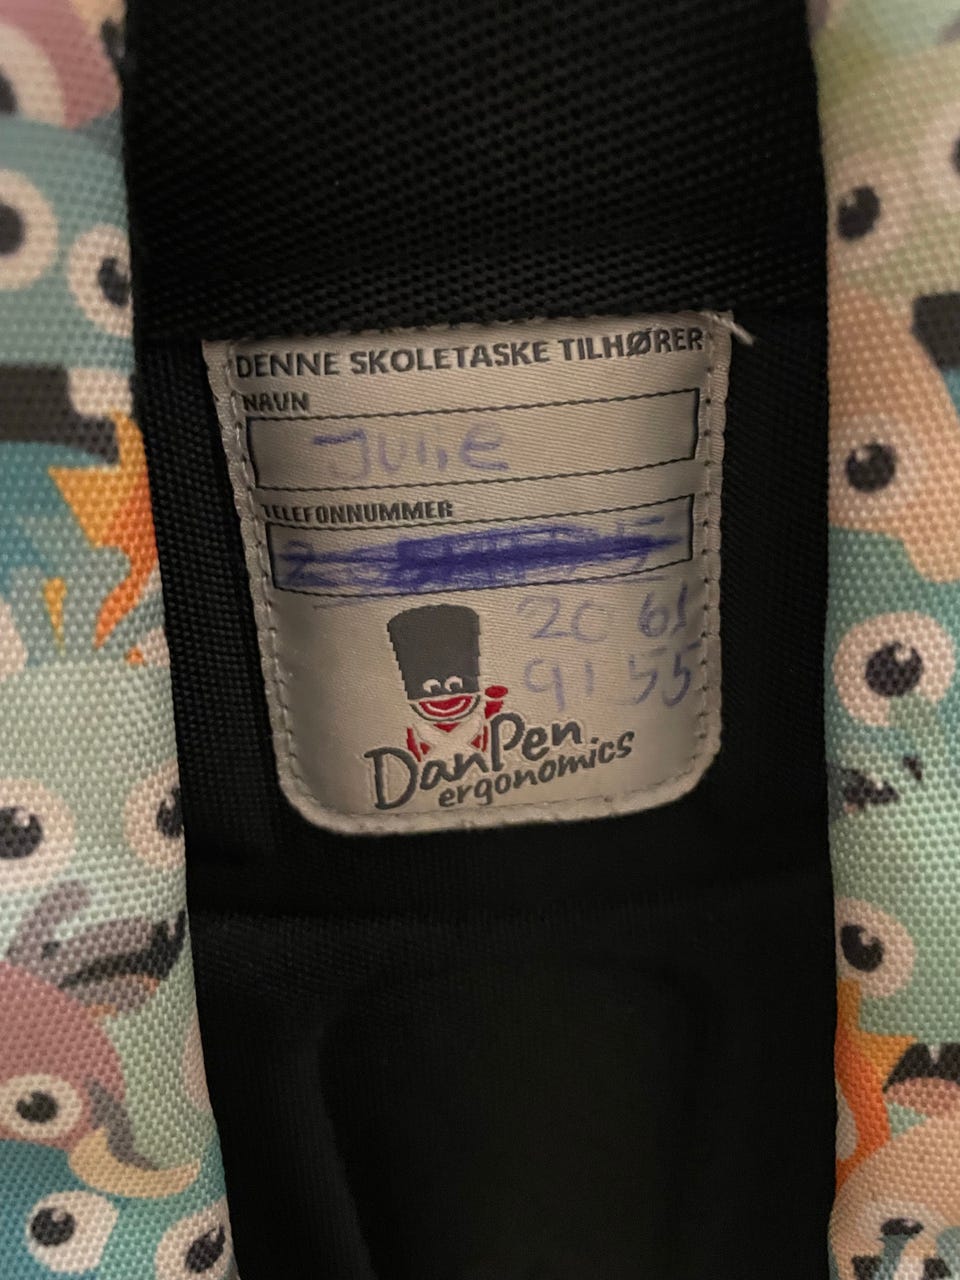 DENNE SKOLETASKE TILHØRER
NAVN
JULIE
TELEFONNUMMER
20 61
91 55
DanPen
ergonomics